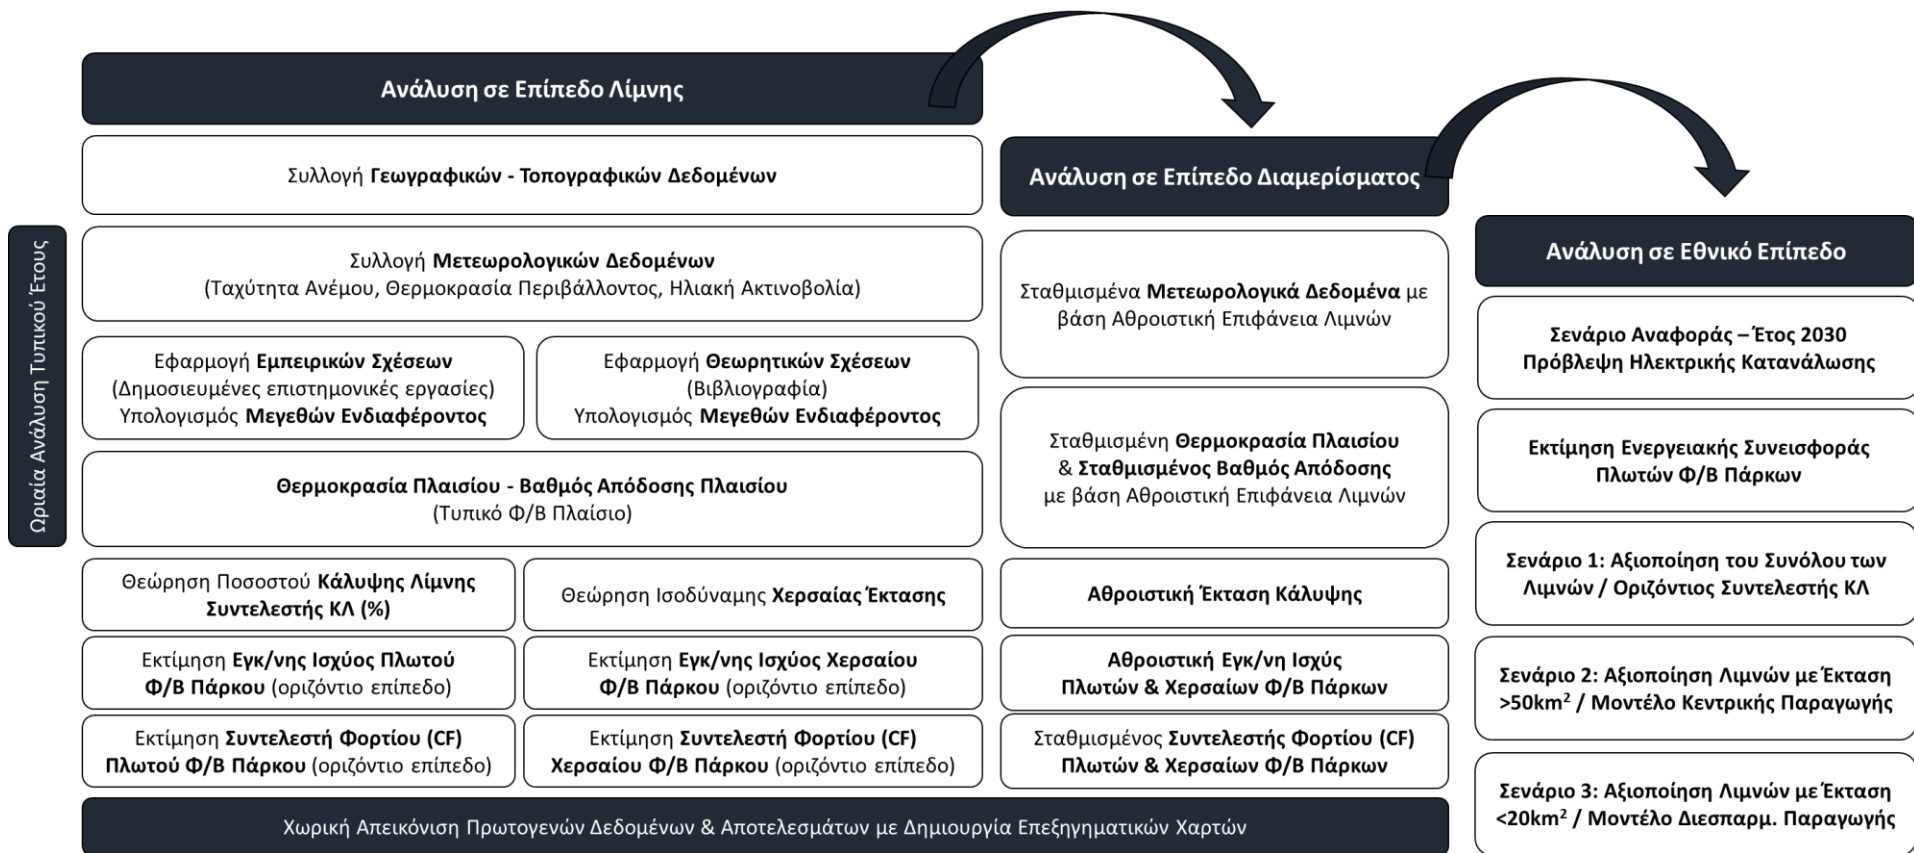 Ωριαία Ανάλυση Τυπικού Έτους
Ανάλυση σε Επίπεδο Λίμνης
Συλλογή Γεωγραφικών - Τοπογραφικών Δεδομένων
Συλλογή Μετεωρολογικών Δεδομένων
(Ταχύτητα Ανέμου, Θερμοκρασία Περιβάλλοντος, Ηλιακή Ακτινοβολία)
Εφαρμογή Εμπειρικών Σχέσεων
(Δημοσιευμένες επιστημονικές εργασίες)
Υπολογισμός Μεγεθών Ενδιαφέροντος
Εφαρμογή Θεωρητικών Σχέσεων
(Βιβλιογραφία)
Υπολογισμός Μεγεθών Ενδιαφέροντος
Θερμοκρασία Πλαισίου - Βαθμός Απόδοσης Πλαισίου
(Τυπικό Φ/Β Πλαίσιο)
Θεώρηση Ποσοστού Κάλυψης Λίμνης
Συντελεστής ΚΛ (%)
Θεώρηση Ισοδύναμης Χερσαίας Έκτασης
Εκτίμηση Εγκ/νης Ισχύος Πλωτού
Φ/Β Πάρκου (οριζόντιο επίπεδο)
Εκτίμηση Εγκ/νης Ισχύος Χερσαίου
Φ/Β Πάρκου (οριζόντιο επίπεδο)
Εκτίμηση Συντελεστή Φορτίου (CF)
Πλωτού Φ/Β Πάρκου (οριζόντιο επίπεδο)
Εκτίμηση Συντελεστή Φορτίου (CF)
Χερσαίου Φ/Β Πάρκου (οριζόντιο επίπεδο)
Χωρική Απεικόνιση Πρωτογενών Δεδομένων & Αποτελεσμάτων με Δημιουργία Επεξηγηματικών Χαρτών
Ανάλυση σε Επίπεδο Διαμερίσματος
Σταθμισμένα Μετεωρολογικά Δεδομένα με
βάση Αθροιστική Επιφάνεια Λιμνών
Σταθμισμένη Θερμοκρασία Πλαισίου
& Σταθμισμένος Βαθμός Απόδοσης
με βάση Αθροιστική Επιφάνεια Λιμνών
Αθροιστική Έκταση Κάλυψης
Αθροιστική Εγκ/νη Ισχύς
Πλωτών & Χερσαίων Φ/Β Πάρκων
Σταθμισμένος Συντελεστής Φορτίου (CF)
Πλωτών & Χερσαίων Φ/Β Πάρκων
Ανάλυση σε Εθνικό Επίπεδο
Σενάριο Αναφοράς – Έτος 2030
Πρόβλεψη Ηλεκτρικής Κατανάλωσης
Εκτίμηση Ενεργειακής Συνεισφοράς
Πλωτών Φ/Β Πάρκων
Σενάριο 1: Αξιοποίηση του Συνόλου των
Λιμνών / Οριζόντιος Συντελεστής ΚΛ
Σενάριο 2: Αξιοποίηση Λιμνών με Έκταση
>50km² / Μοντέλο Κεντρικής Παραγωγής
Σενάριο 3: Αξιοποίηση Λιμνών με Έκταση
<20km² / Μοντέλο Διεσπαρμ. Παραγωγής